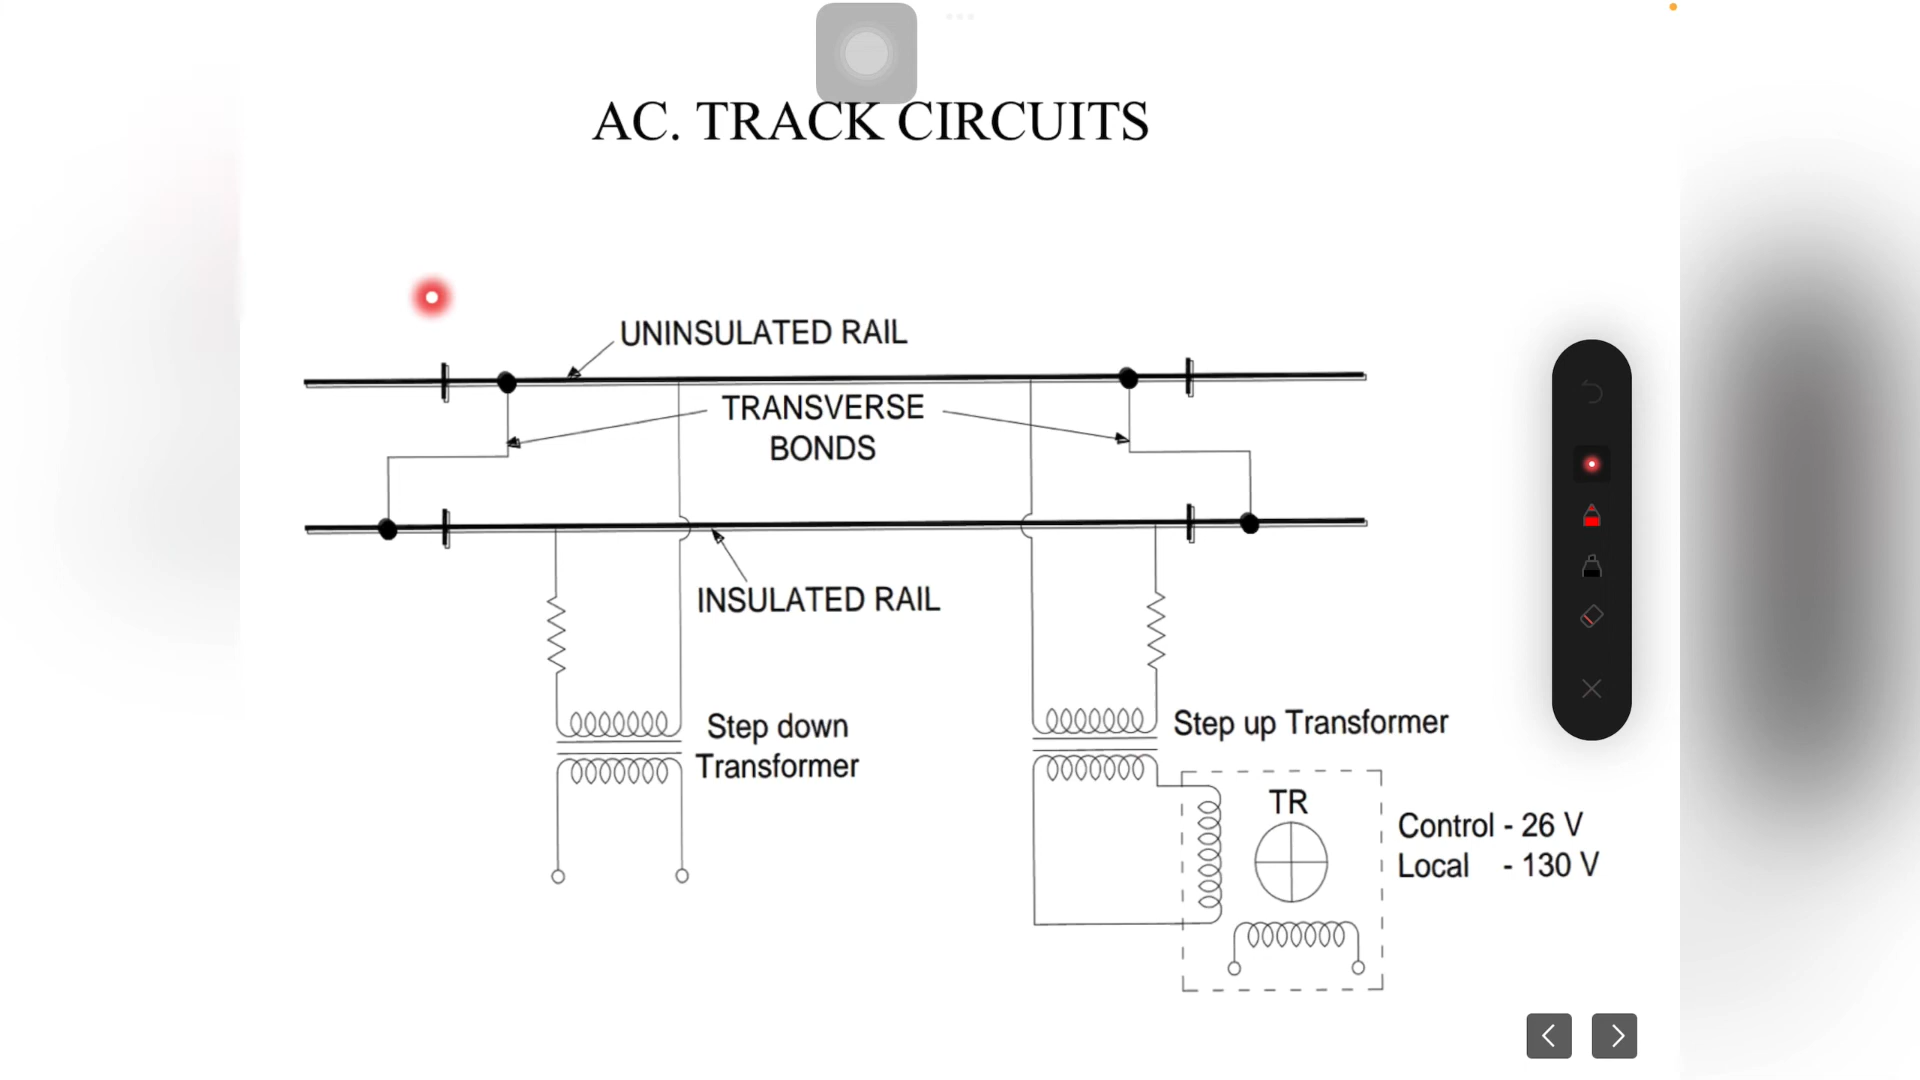 AC. TRACK CIRCUITS
UNINSULATED RAIL
TRANSVERSE
BONDS
INSULATED RAIL
Step down
Transformer
Step up Transformer
TR
Control - 26 V
Local - 130 V